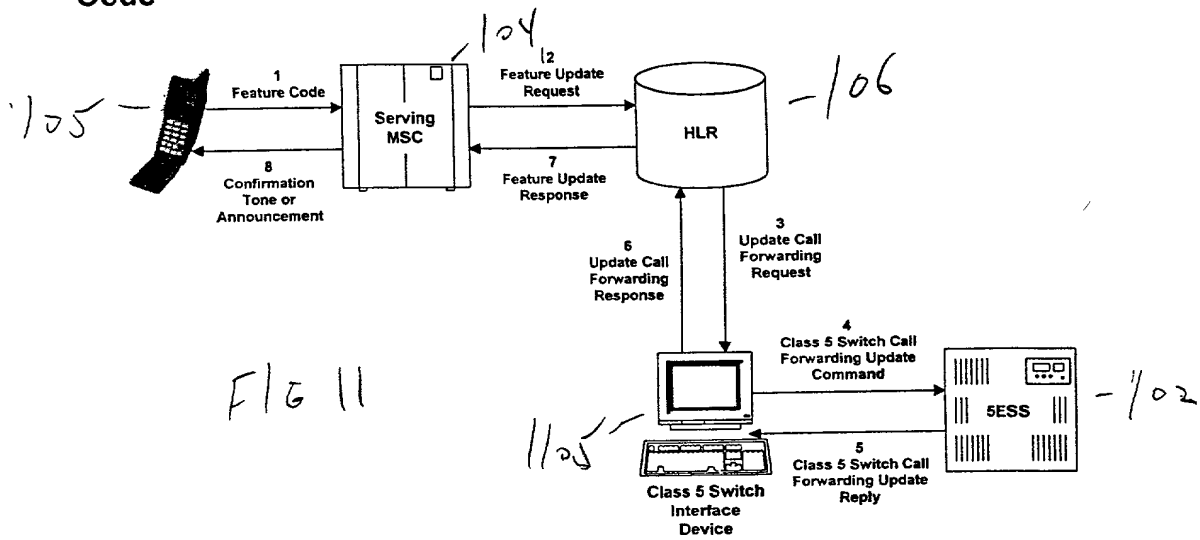 Code
104
1
Feature Code
12
Feature Update
Request
105
Serving
MSC
HLR
106
8
Confirmation
Tone or
Announcement
7
Feature Update
Response
6
Update Call
Forwarding
Response
3
Update Call
Forwarding
Request
4
Class 5 Switch Call
Forwarding Update
Command
FIG 11
5ESS
102
1105
5
Class 5 Switch Call
Forwarding Update
Reply
Class 5 Switch
Interface
Device